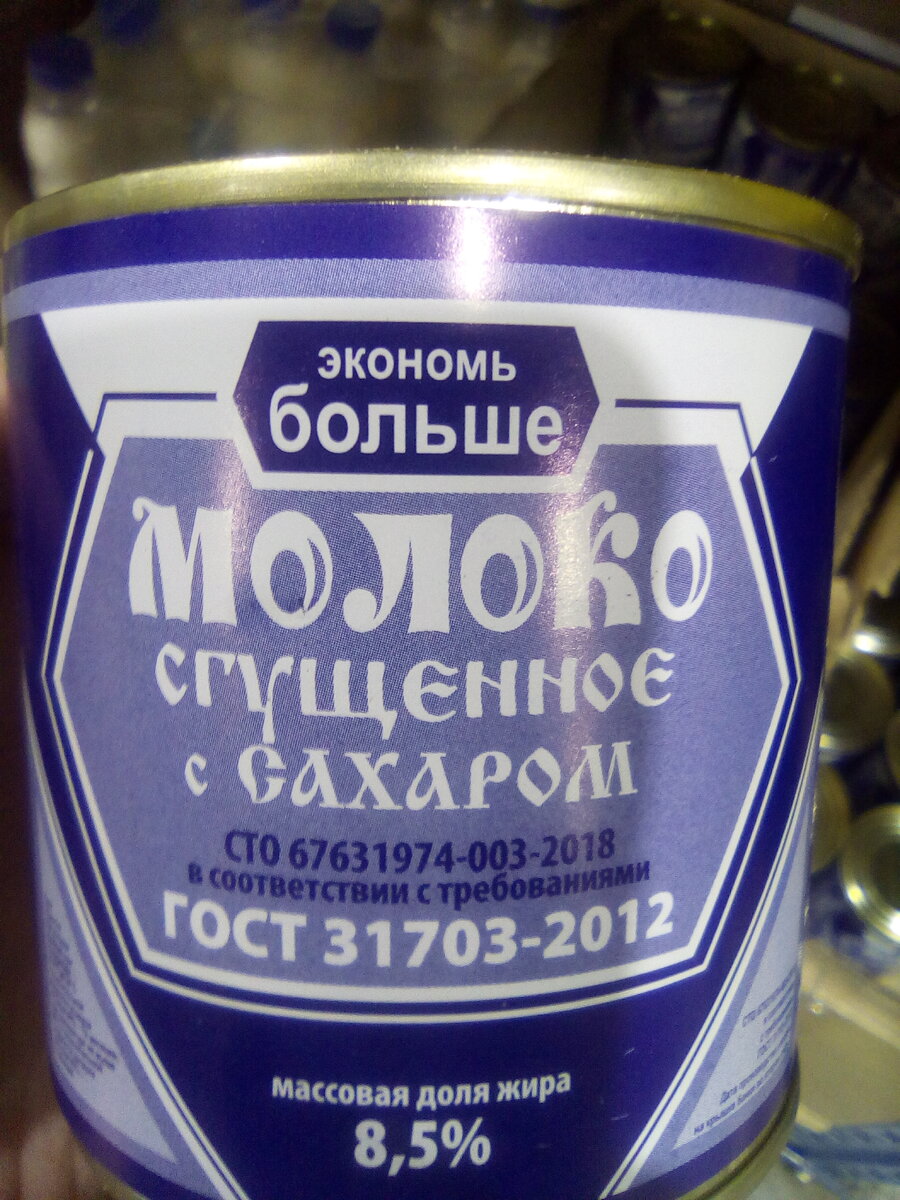 экономь
больше
молоко
сгущенное
с сахаром
СТО 67631974-003-2018
в соответствии с требованиями
ГОСТ 31703-2012
массовая доля жира
8,5%